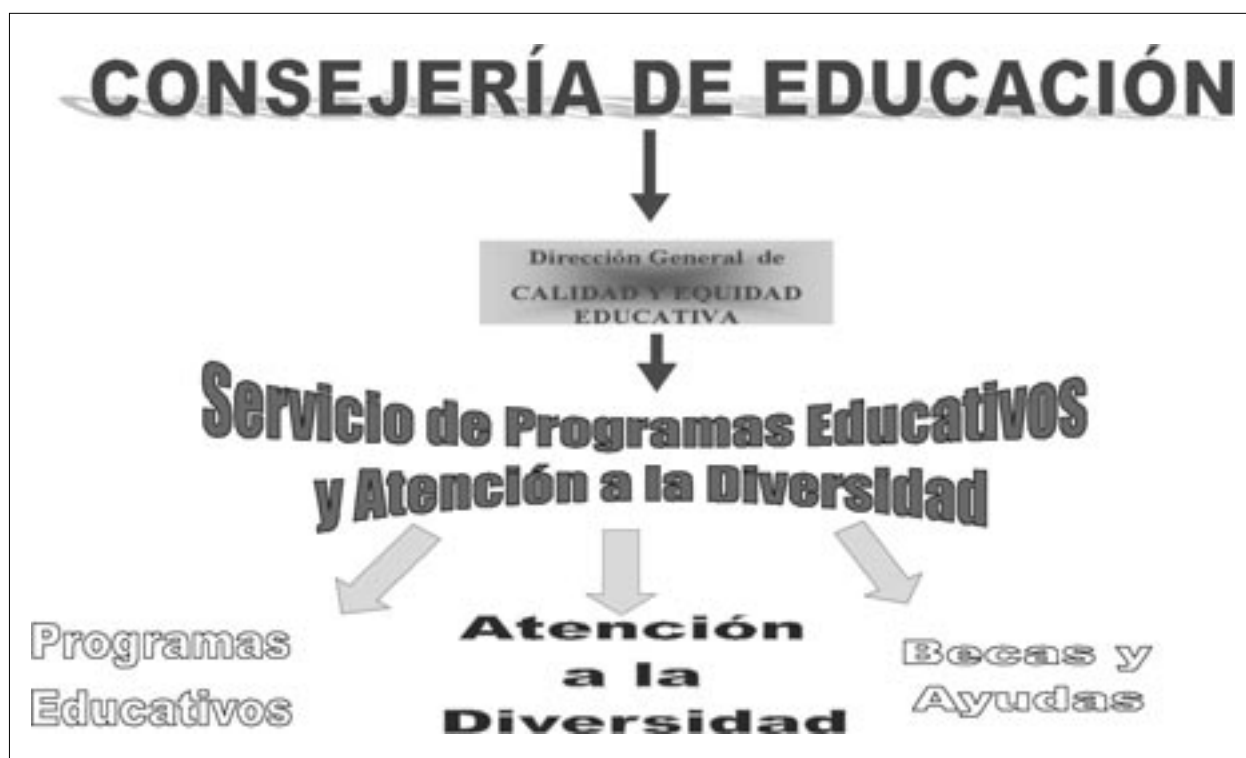 CONSEJERÍA DE EDUCACIÓN
Dirección General de
CALIDAD Y EQUIDAD
EDUCATIVA
Servicio de Programas Educativos
y Atención a la Diversidad
Programas
Educativos
Atención
a la
Diversidad
Becas y
Ayudas